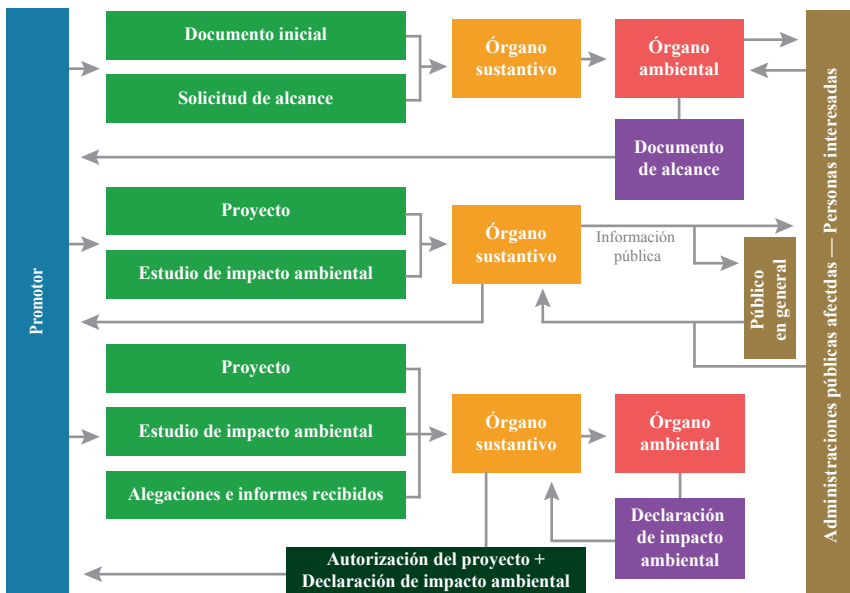 Promotor
Documento inicial
Solicitud de alcance
Órgano
sustantivo
Órgano
ambiental
Documento
de alcance
Proyecto
Estudio de impacto ambiental
Órgano
sustantivo
Información
pública
Público
en general
Proyecto
Estudio de impacto ambiental
Alegaciones e informes recibidos
Órgano
sustantivo
Órgano
ambiental
Declaración
de impacto
ambiental
Autorización del proyecto +
Declaración de impacto ambiental
Administraciones públicas afectdas — Personas interesadas